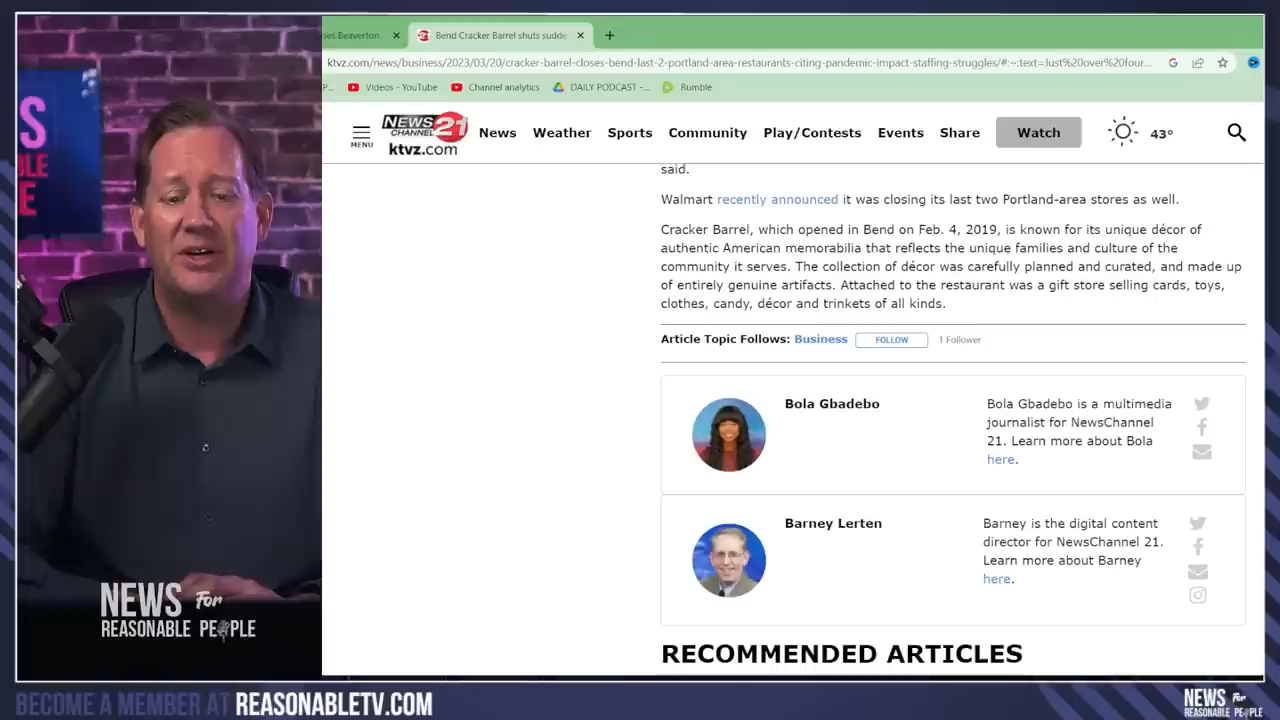 ses Beaverton
Bend Cracker Barrel shuts sudde
ktvz.com/news/business/2023/03/20/cracker-barrel-closes-bend-last-2-portland-area-restaurants-citing-pandemic-impact-staffing-struggles/#:~:text=Just%20over%20four...
P...
Videos - YouTube
Channel analytics
DAILY PODCAST -...
Rumble
MENU
NEWS CHANNEL 21
ktvz.com
News
Weather
Sports
Community
Play/Contests
Events
Share
Watch
43°
said.
Walmart recently announced it was closing its last two Portland-area stores as well.
Cracker Barrel, which opened in Bend on Feb. 4, 2019, is known for its unique décor of
authentic American memorabilia that reflects the unique families and culture of the
community it serves. The collection of décor was carefully planned and curated, and made up
of entirely genuine artifacts. Attached to the restaurant was a gift store selling cards, toys,
clothes, candy, décor and trinkets of all kinds.
Article Topic Follows: Business
FOLLOW
1 Follower
Bola Gbadebo
Bola Gbadebo is a multimedia
journalist for NewsChannel
21. Learn more about Bola
here.
Barney Lerten
Barney is the digital content
director for NewsChannel 21.
Learn more about Barney
here.
RECOMMENDED ARTICLES
NEWS For
REASONABLE PEOPLE
BECOME A MEMBER AT REASONABLETV.COM
NEWS For
REASONABLE PEOPLE